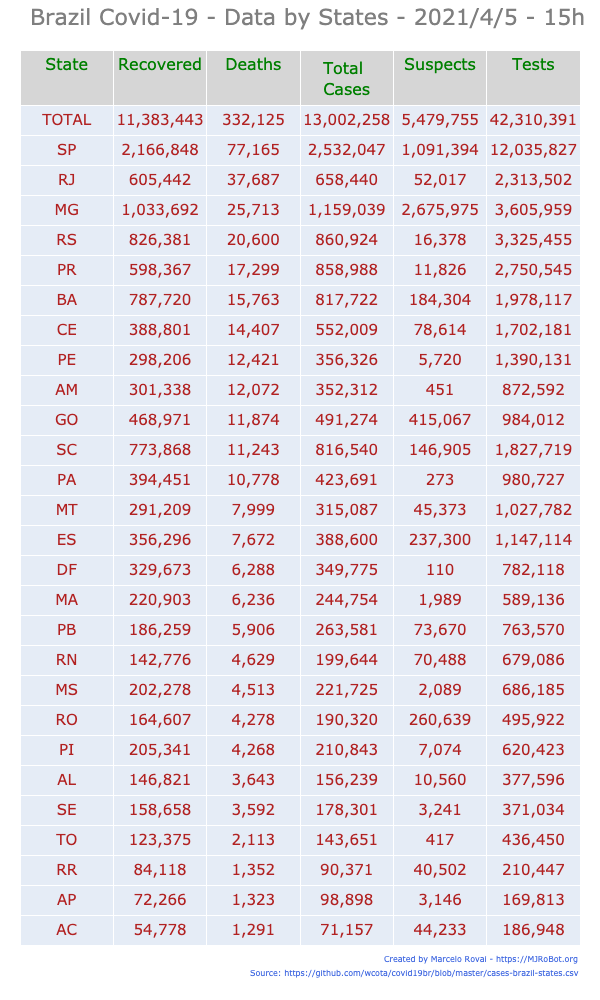 Brazil Covid-19 - Data by States - 2021/4/5 - 15h
State Recovered Deaths Total Cases Suspects Tests
TOTAL 11,383,443 332,125 13,002,258 5,479,755 42,310,391
SP 2,166,848 77,165 2,532,047 1,091,394 12,035,827
RJ 605,442 37,687 658,440 52,017 2,313,502
MG 1,033,692 25,713 1,159,039 2,675,975 3,605,959
RS 826,381 20,600 860,924 16,378 3,325,455
PR 598,367 17,299 858,988 11,826 2,750,545
BA 787,720 15,763 817,722 184,304 1,978,117
CE 388,801 14,407 552,009 78,614 1,702,181
PE 298,206 12,421 356,326 5,720 1,390,131
AM 301,338 12,072 352,312 451 872,592
GO 468,971 11,874 491,274 415,067 984,012
SC 773,868 11,243 816,540 146,905 1,827,719
PA 394,451 10,778 423,691 273 980,727
MT 291,209 7,999 315,087 45,373 1,027,782
ES 356,296 7,672 388,600 237,300 1,147,114
DF 329,673 6,288 349,775 110 782,118
MA 220,903 6,236 244,754 1,989 589,136
PB 186,259 5,906 263,581 73,670 763,570
RN 142,776 4,629 199,644 70,488 679,086
MS 202,278 4,513 221,725 2,089 686,185
RO 164,607 4,278 190,320 260,639 495,922
PI 205,341 4,268 210,843 7,074 620,423
AL 146,821 3,643 156,239 10,560 377,596
SE 158,658 3,592 178,301 3,241 371,034
TO 123,375 2,113 143,651 417 436,450
RR 84,118 1,352 90,371 40,502 210,447
AP 72,266 1,323 98,898 3,146 169,813
AC 54,778 1,291 71,157 44,233 186,948
Created by Marcelo Rovai - https://MJRoBot.org
Source: https://github.com/wcota/covid19br/blob/master/cases-brazil-states.csv